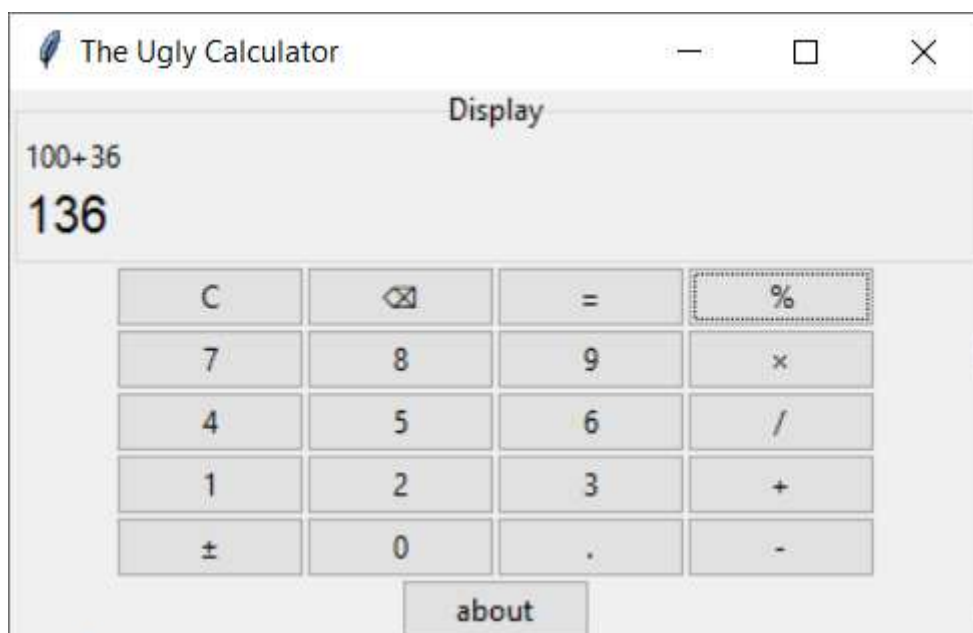 The Ugly Calculator
Display
100+36
136
C ⌫ = %
7 8 9 ×
4 5 6 /
1 2 3 +
± 0 . -
about